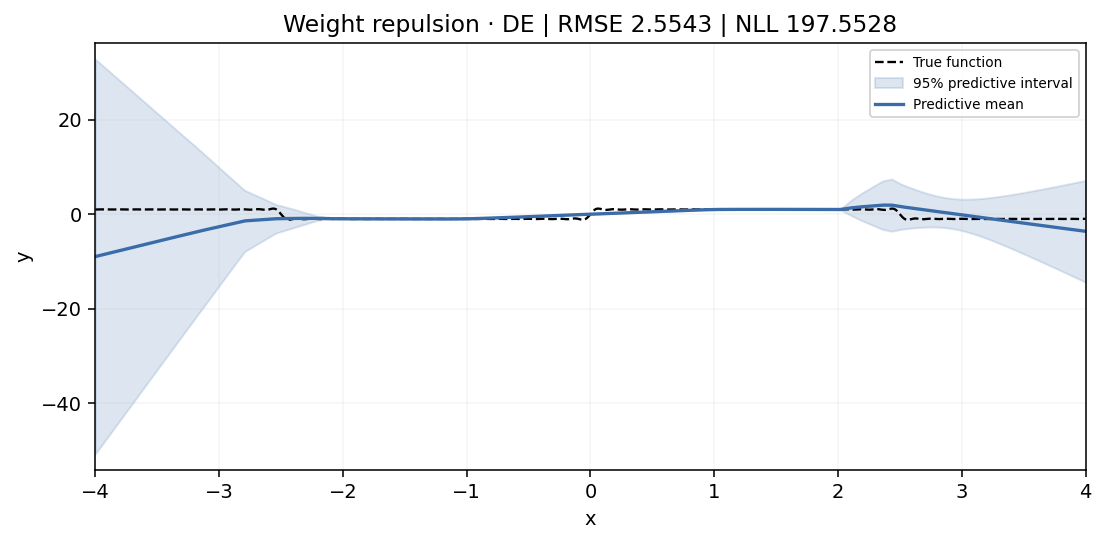 Weight repulsion · DE | RMSE 2.5543 | NLL 197.5528
True function
95% predictive interval
Predictive mean
y
20
0
−20
−40
−4 −3 −2 −1 0 1 2 3 4
x